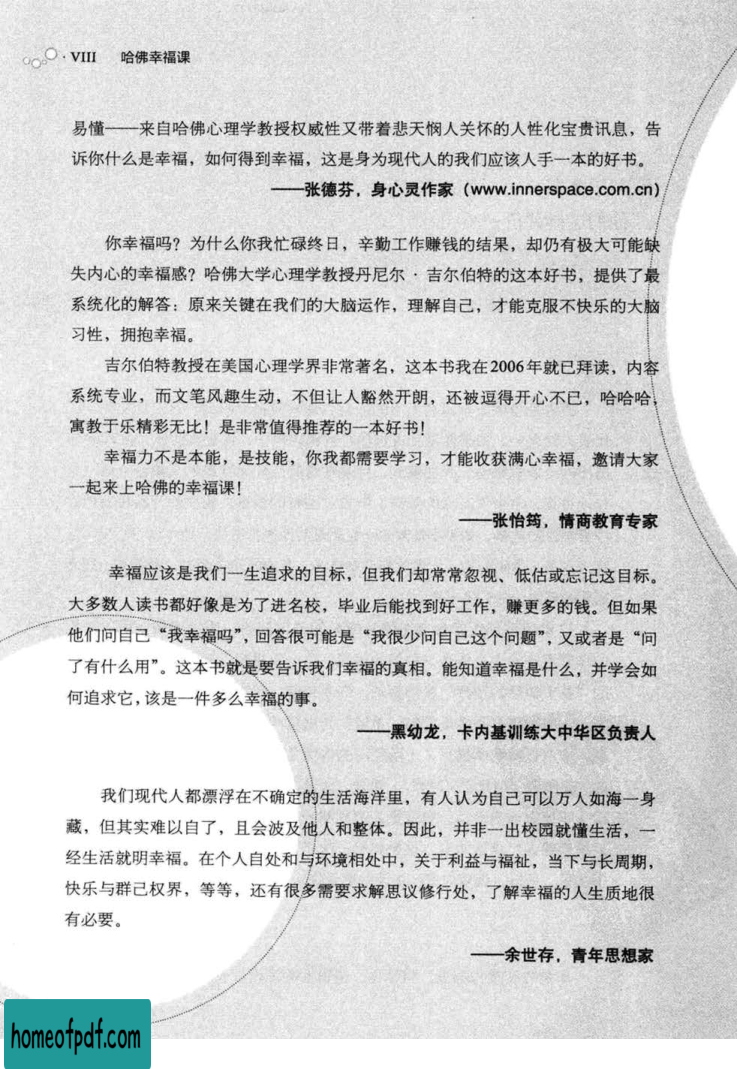 · VIII 哈佛幸福课
易懂——来自哈佛心理学教授权威性又带着悲天悯人关怀的人性化宝贵讯息，告
诉你什么是幸福，如何得到幸福，这是身为现代人的我们应该人手一本的好书。
——张德芬，身心灵作家（www.innerspace.com.cn）
你幸福吗？为什么你我忙碌终日，辛勤工作赚钱的结果，却仍有极大可能缺
失内心的幸福感？哈佛大学心理学教授丹尼尔·吉尔伯特的这本好书，提供了最
系统化的解答：原来关键在我们的大脑运作，理解自己，才能克服不快乐的大脑
习性，拥抱幸福。
吉尔伯特教授在美国心理学界非常著名，这本书我在2006年就已拜读，内容
系统专业，而文笔风趣生动，不但让人豁然开朗，还被逗得开心不已，哈哈哈，
寓教于乐精彩无比！是非常值得推荐的一本好书！
幸福力不是本能，是技能，你我都需要学习，才能收获满心幸福，邀请大家
一起来上哈佛的幸福课！
——张怡筠，情商教育专家
幸福应该是我们一生追求的目标，但我们却常常忽视、低估或忘记这目标。
大多数人读书都好像是为了进名校，毕业后能找到好工作，赚更多的钱。但如果
他们问自己“我幸福吗”，回答很可能是“我很少问自己这个问题”，又或者是“问
了有什么用”。这本书就是要告诉我们幸福的真相。能知道幸福是什么，并学会如
何追求它，该是一件多么幸福的事。
——黑幼龙，卡内基训练大中华区负责人
我们现代人都漂浮在不确定的生活海洋里，有人认为自己可以万人如海一身
藏，但其实难以自了，且会波及他人和整体。因此，并非一出校园就懂生活，一
经生活就明幸福。在个人自处和与环境相处中，关于利益与福祉，当下与长周期，
快乐与群己权界，等等，还有很多需要求解思议修行处，了解幸福的人生质地很
有必要。
——余世存，青年思想家
homeofpdf.com